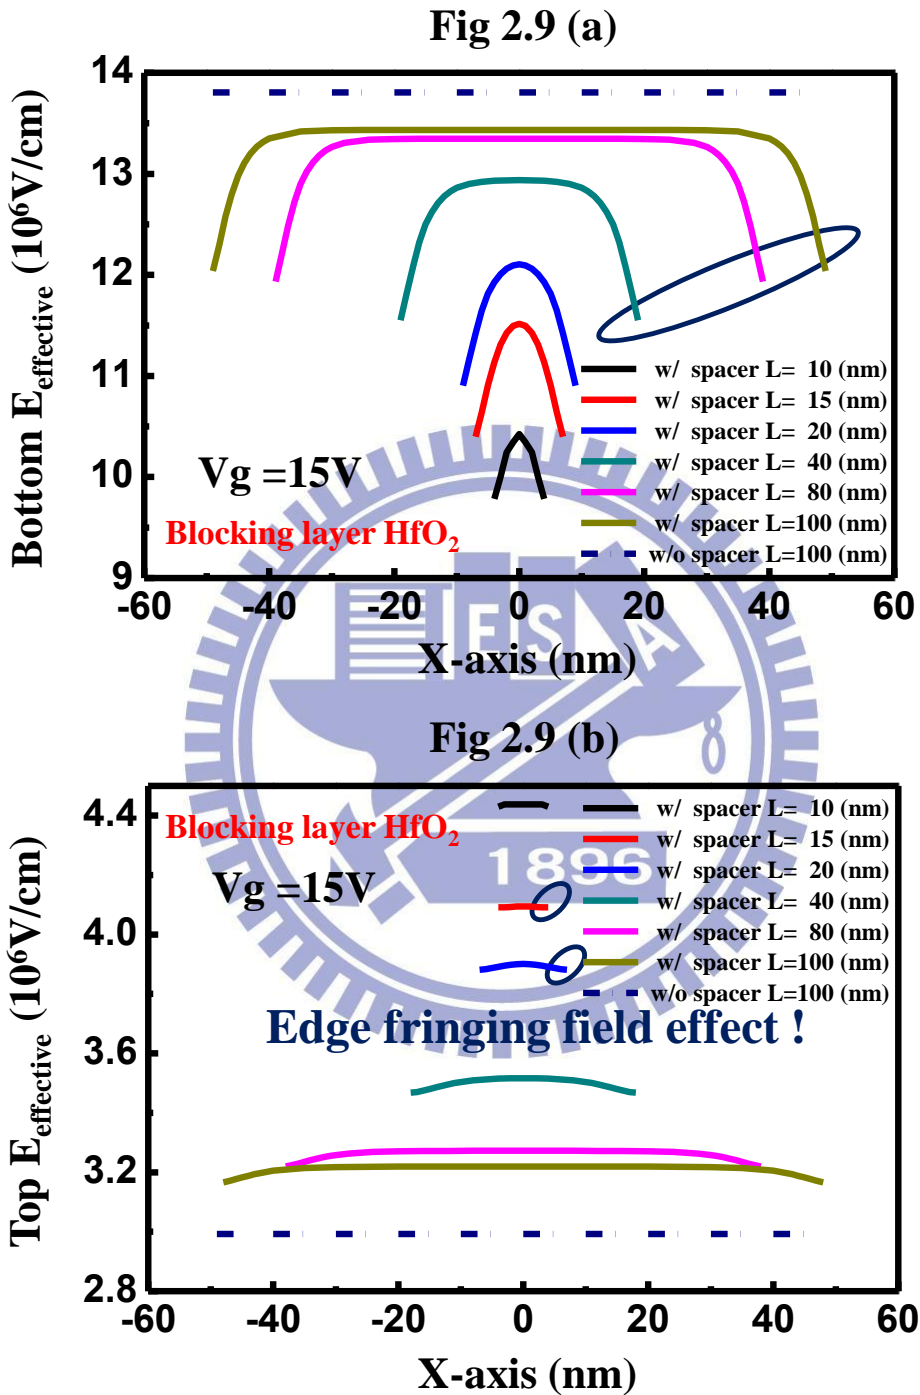 Fig 2.9 (a)
14
13
12
11
10
9
Bottom E_effective (10⁶V/cm)
w/ spacer L= 10 (nm)
w/ spacer L= 15 (nm)
w/ spacer L= 20 (nm)
w/ spacer L= 40 (nm)
w/ spacer L= 80 (nm)
w/ spacer L=100 (nm)
w/o spacer L=100 (nm)
Vg =15V
Blocking layer HfO₂
-60 -40 -20 0 20 40 60
X-axis (nm)
E S A
Fig 2.9 (b)
4.4
4.0
3.6
3.2
2.8
Top E_effective (10⁶V/cm)
Blocking layer HfO₂
Vg =15V
1896
w/ spacer L= 10 (nm)
w/ spacer L= 15 (nm)
w/ spacer L= 20 (nm)
w/ spacer L= 40 (nm)
w/ spacer L= 80 (nm)
w/ spacer L=100 (nm)
w/o spacer L=100 (nm)
Edge fringing field effect !
-60 -40 -20 0 20 40 60
X-axis (nm)